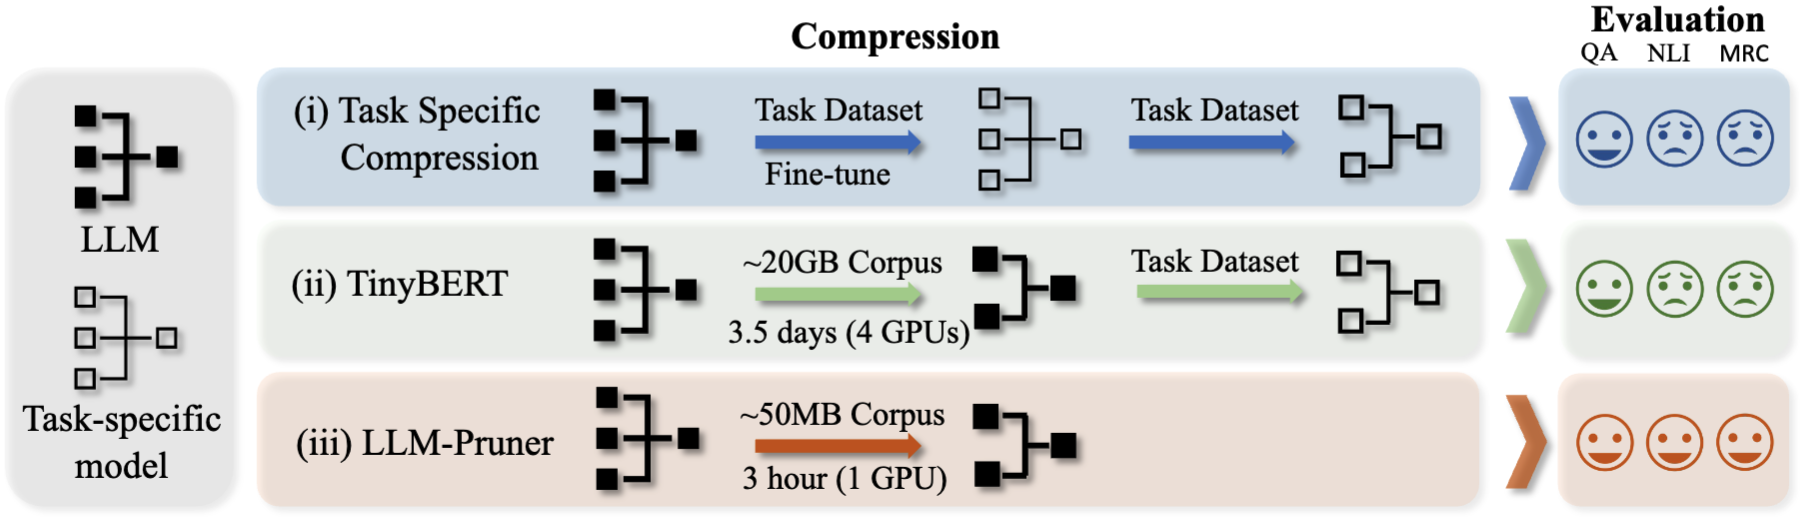 Compression
Evaluation
QA NLI MRC
LLM
Task-specific
model
(i) Task Specific
Compression
Task Dataset
Fine-tune
Task Dataset
(ii) TinyBERT
~20GB Corpus
3.5 days (4 GPUs)
Task Dataset
(iii) LLM-Pruner
~50MB Corpus
3 hour (1 GPU)